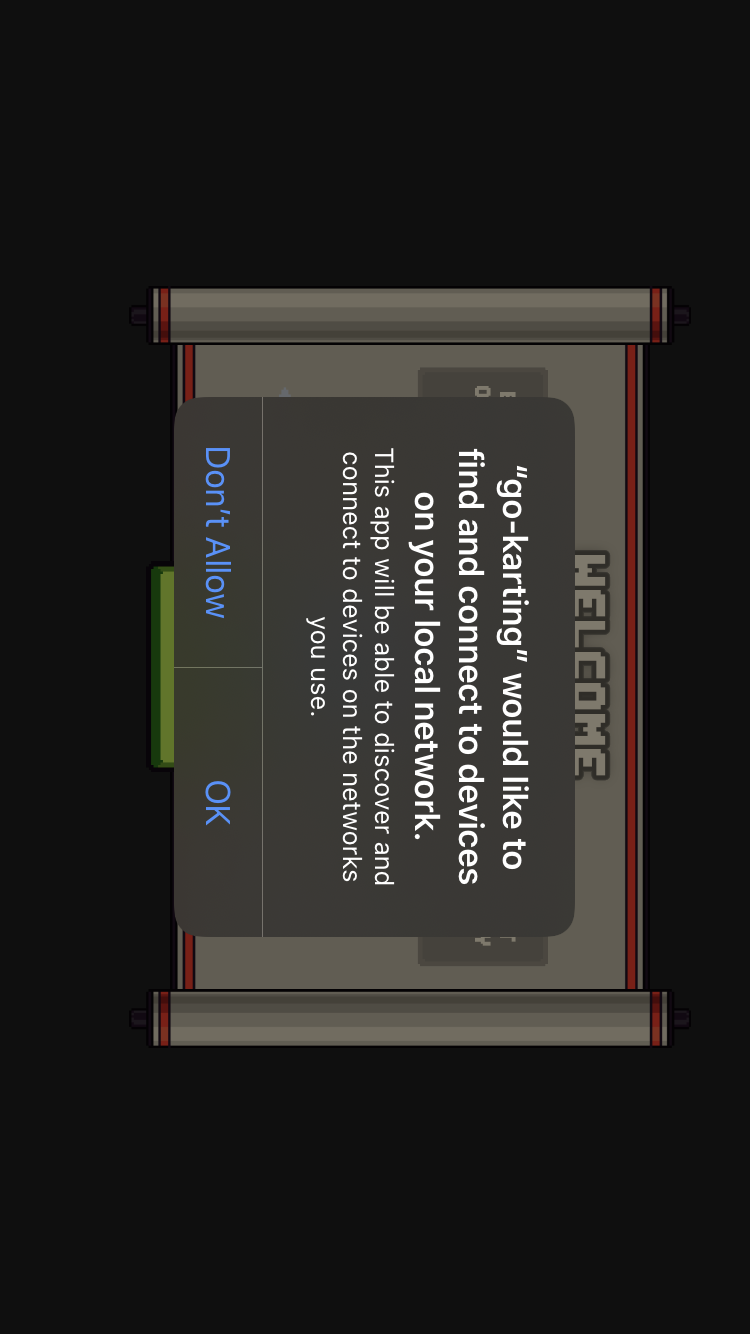 WELCOME
“go-karting” would like to
find and connect to devices
on your local network.
This app will be able to discover and
connect to devices on the networks
you use.
Don’t Allow
OK